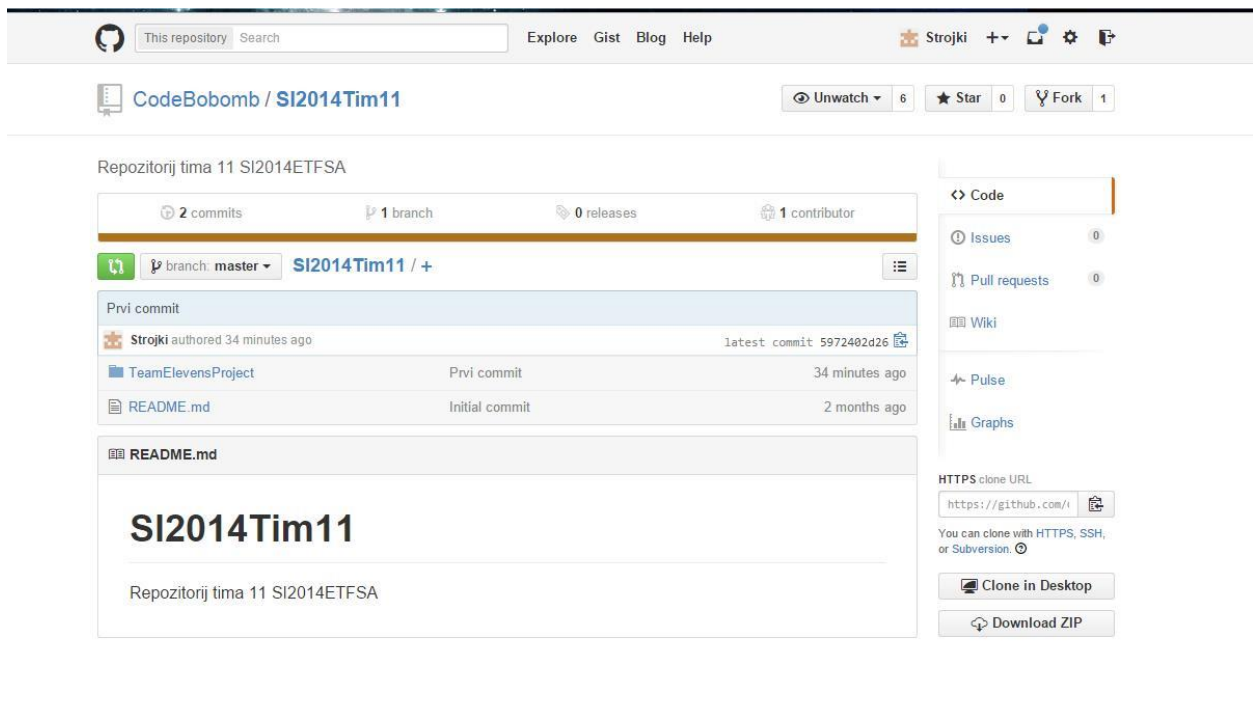 This repository Search Explore Gist Blog Help Strojki
CodeBobomb / SI2014Tim11 Unwatch 6 Star 0 Fork 1
Repozitorij tima 11 SI2014ETFSA
2 commits 1 branch 0 releases 1 contributor
branch: master SI2014Tim11 / +
Prvi commit
Strojki authored 34 minutes ago latest commit 5972402d26
TeamElevensProject Prvi commit 34 minutes ago
README.md Initial commit 2 months ago
README.md
SI2014Tim11
Repozitorij tima 11 SI2014ETFSA
Code
Issues 0
Pull requests 0
Wiki
Pulse
Graphs
HTTPS clone URL
https://github.com/
You can clone with HTTPS, SSH,
or Subversion.
Clone in Desktop
Download ZIP